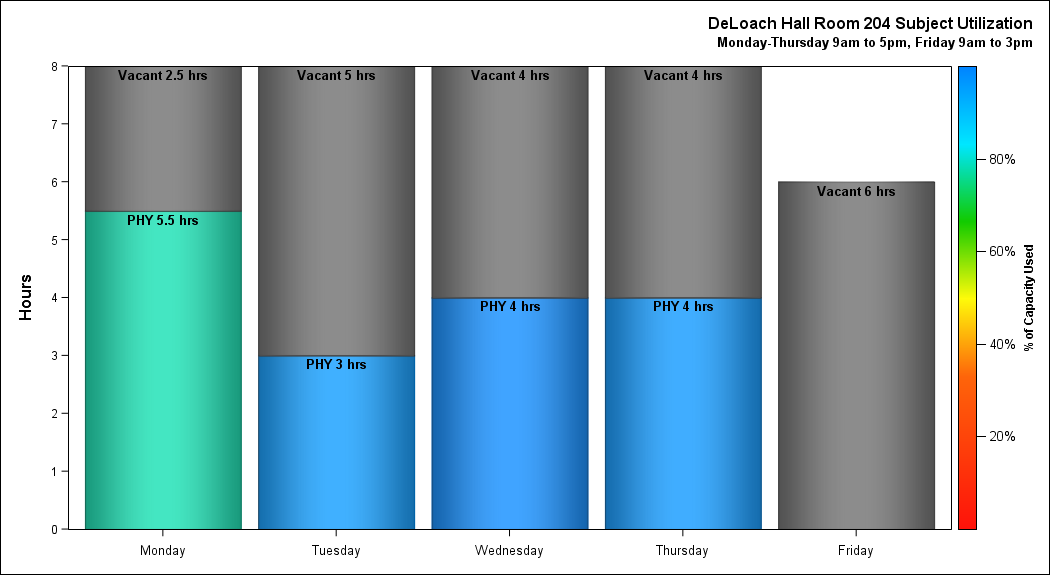 DeLoach Hall Room 204 Subject Utilization
Monday-Thursday 9am to 5pm, Friday 9am to 3pm
Hours
8
7
6
5
4
3
2
1
0
Vacant 2.5 hrs
PHY 5.5 hrs
Vacant 5 hrs
PHY 3 hrs
Vacant 4 hrs
PHY 4 hrs
Vacant 4 hrs
PHY 4 hrs
Vacant 6 hrs
Monday
Tuesday
Wednesday
Thursday
Friday
80%
60%
40%
20%
% of Capacity Used